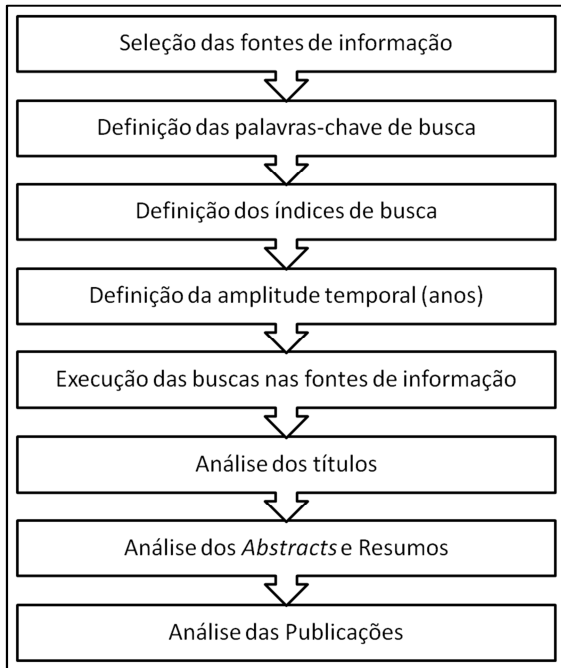 Seleção das fontes de informação
Definição das palavras-chave de busca
Definição dos índices de busca
Definição da amplitude temporal (anos)
Execução das buscas nas fontes de informação
Análise dos títulos
Análise dos Abstracts e Resumos
Análise das Publicações